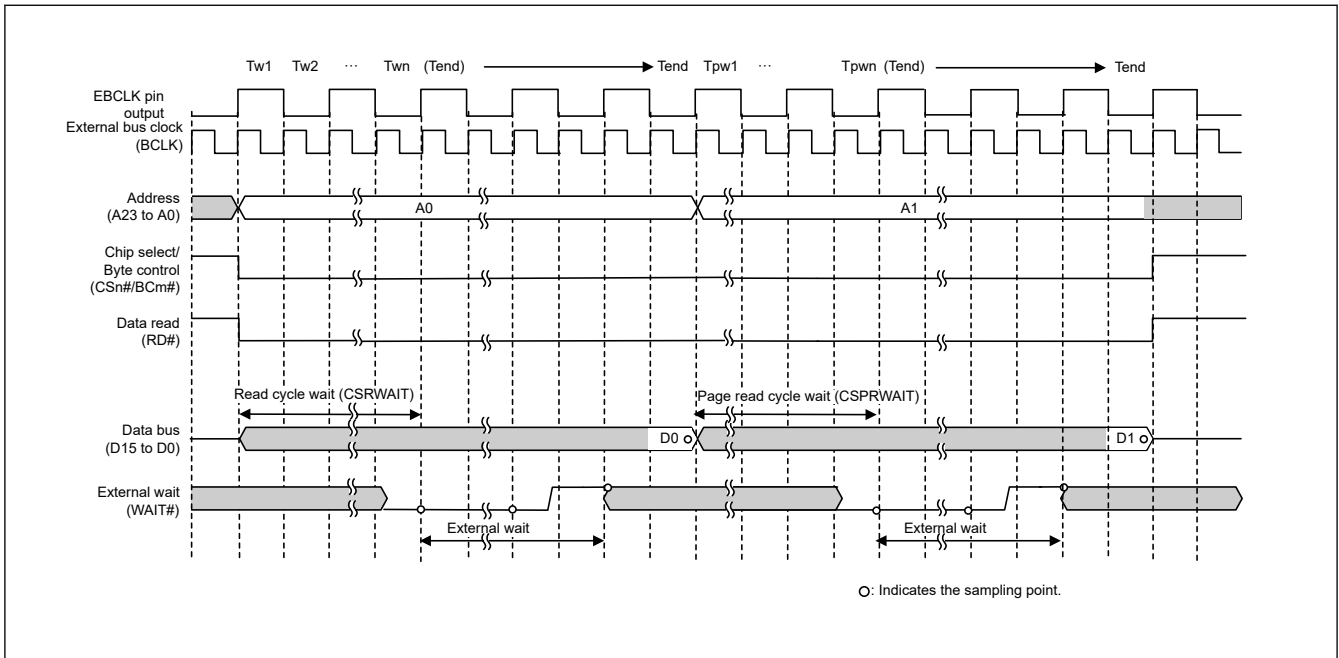 Tw1 Tw2 ··· Twn (Tend) Tend Tpw1 ··· Tpwn (Tend) Tend
EBCLK pin
output
External bus clock
(BCLK)
Address
(A23 to A0)
A0 A1
Chip select/
Byte control
(CSn#/BCm#)
Data read
(RD#)
Read cycle wait (CSRWAIT) Page read cycle wait (CSPRWAIT)
Data bus
(D15 to D0)
D0 D1
External wait
(WAIT#)
External wait External wait
: Indicates the sampling point.